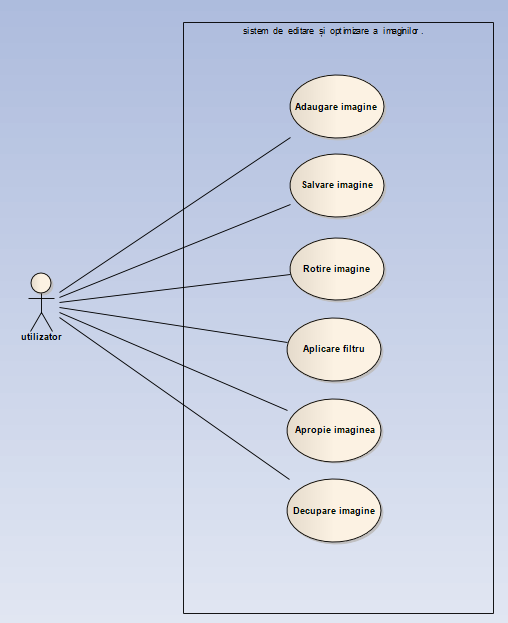 sistem de editare și optimizare a imaginilor.
Adaugare imagine
Salvare imagine
Rotire imagine
utilizator
Aplicare filtru
Apropie imaginea
Decupare imagine